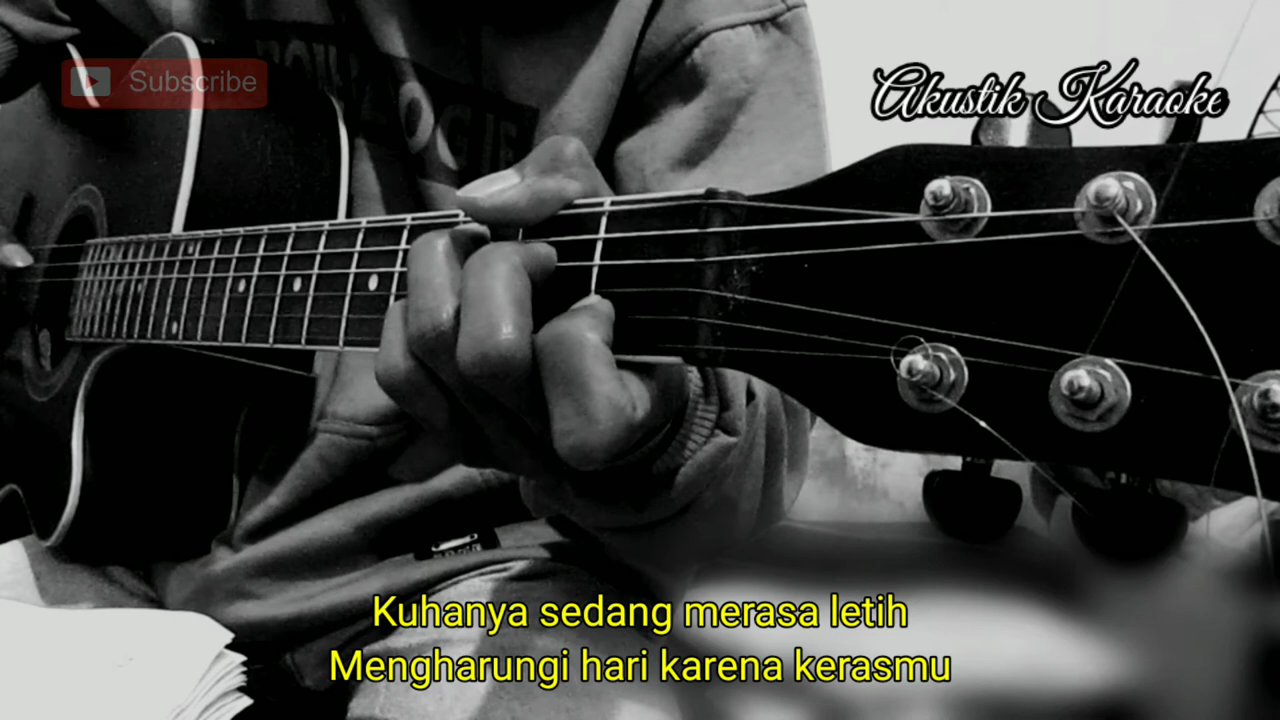 Subscribe
Akustik Karaoke
Kuhanya sedang merasa letih
Mengharungi hari karena kerasmu